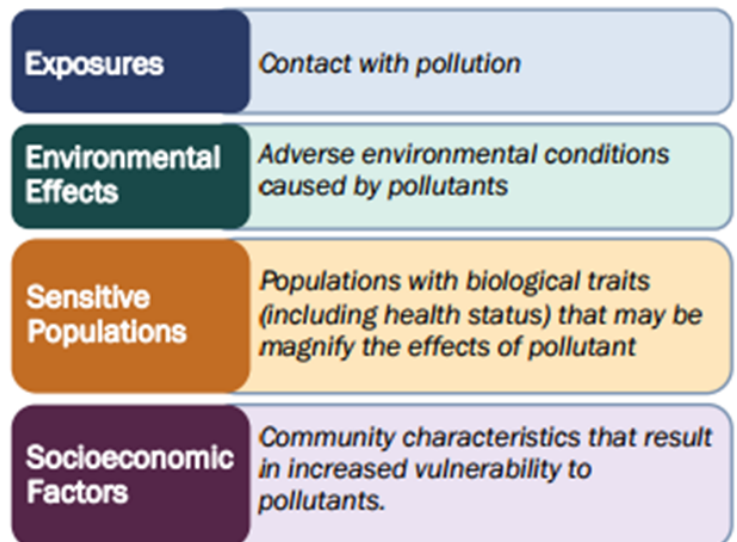 Exposures
Contact with pollution
Environmental
Effects
Adverse environmental conditions
caused by pollutants
Sensitive
Populations
Populations with biological traits
(including health status) that may be
magnify the effects of pollutant
Socioeconomic
Factors
Community characteristics that result
in increased vulnerability to
pollutants.